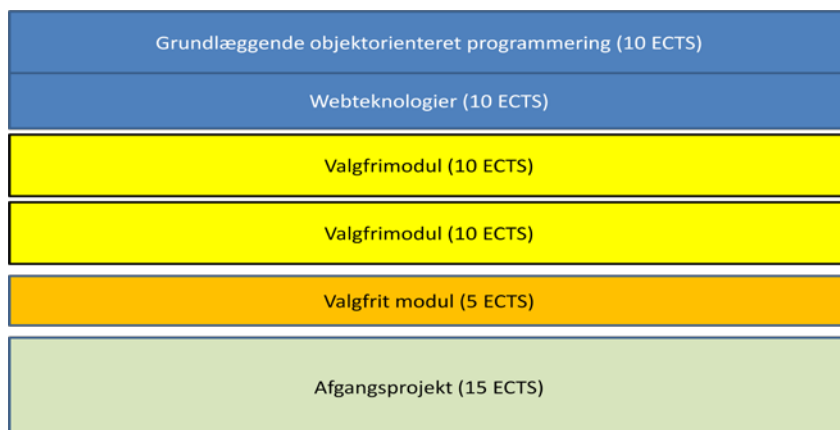 Grundlæggende objektorienteret programmering (10 ECTS)
Webteknologier (10 ECTS)
Valgfrimodul (10 ECTS)
Valgfrimodul (10 ECTS)
Valgfrit modul (5 ECTS)
Afgangsprojekt (15 ECTS)